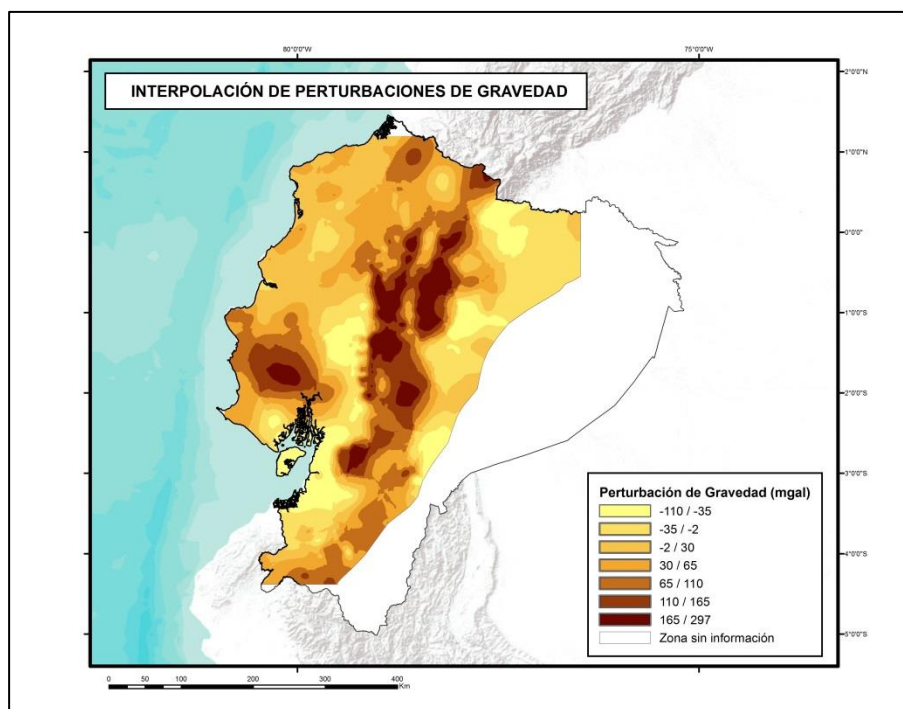 80°0'0"W
75°0'0"W
INTERPOLACIÓN DE PERTURBACIONES DE GRAVEDAD
2°0'0"N
1°0'0"N
0°0'0"
1°0'0"S
2°0'0"S
3°0'0"S
4°0'0"S
5°0'0"S
Perturbación de Gravedad (mgal)
-110 / -35
-35 / -2
-2 / 30
30 / 65
65 / 110
110 / 165
165 / 297
Zona sin información
0 50 100 200 300 400
Km